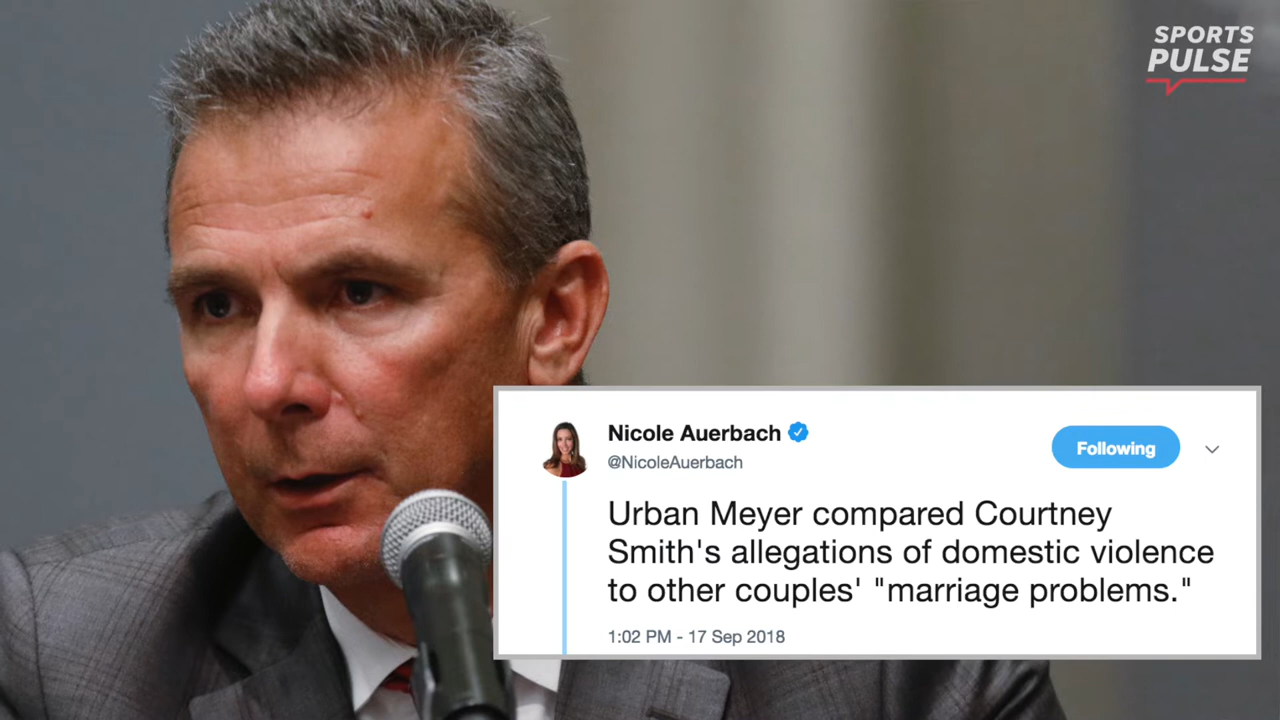 SPORTS
PULSE
Nicole Auerbach
@NicoleAuerbach
Following
Urban Meyer compared Courtney
Smith's allegations of domestic violence
to other couples' "marriage problems."
1:02 PM - 17 Sep 2018